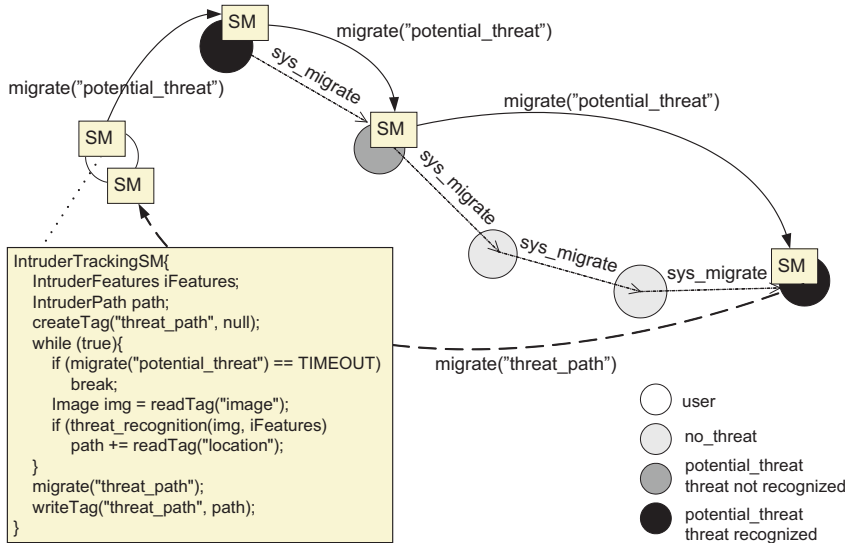 SM
migrate("potential_threat")
sys_migrate
migrate("potential_threat")
SM
migrate("potential_threat")
SM
sys_migrate
SM
sys_migrate
sys_migrate
SM
IntruderTrackingSM{
IntruderFeatures iFeatures;
IntruderPath path;
createTag("threat_path", null);
while (true){
if (migrate("potential_threat") == TIMEOUT)
break;
Image img = readTag("image");
if (threat_recognition(img, iFeatures)
path += readTag("location");
}
migrate("threat_path");
writeTag("threat_path", path);
}
migrate("threat_path")
user
no_threat
potential_threat
threat not recognized
potential_threat
threat recognized